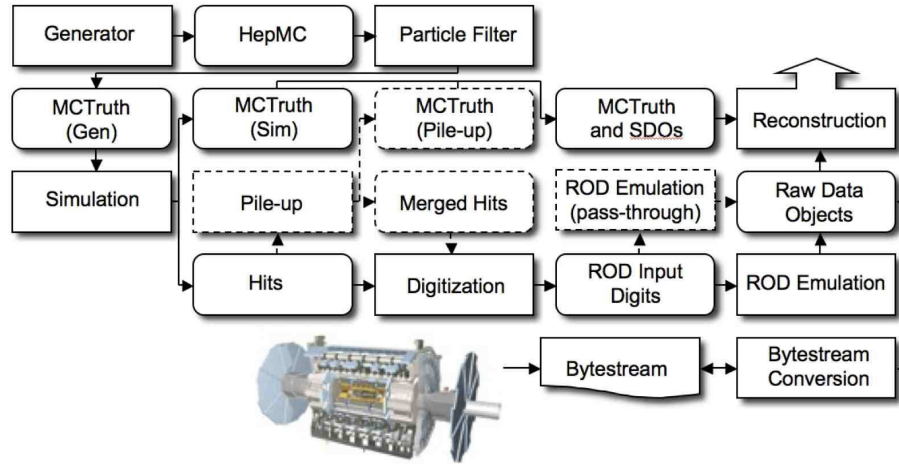 Generator
HepMC
Particle Filter
MCTruth
(Gen)
MCTruth
(Sim)
MCTruth
(Pile-up)
MCTruth
and SDOs
Reconstruction
Simulation
Pile-up
Merged Hits
ROD Emulation
(pass-through)
Raw Data
Objects
Hits
Digitization
ROD Input
Digits
ROD Emulation
Bytestream
Bytestream
Conversion